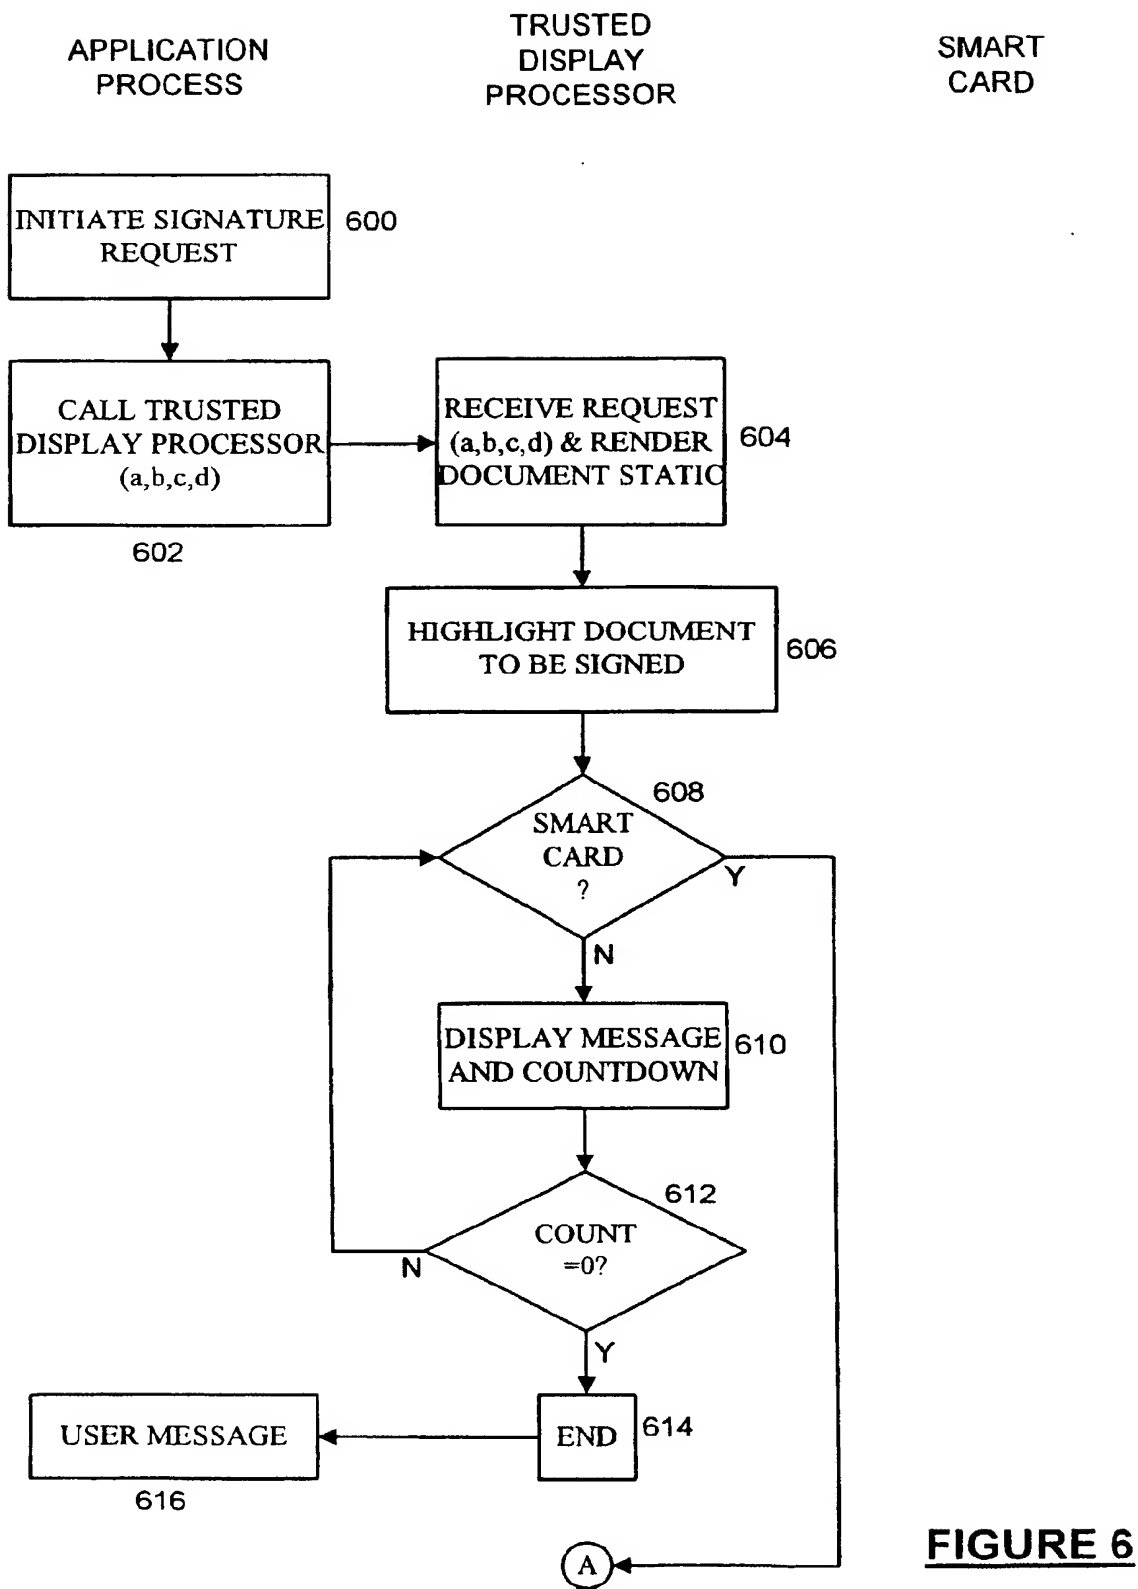 APPLICATION
PROCESS
TRUSTED
DISPLAY
PROCESSOR
SMART
CARD
INITIATE SIGNATURE
REQUEST
600
CALL TRUSTED
DISPLAY PROCESSOR
(a,b,c,d)
602
RECEIVE REQUEST
(a,b,c,d) & RENDER
DOCUMENT STATIC
604
HIGHLIGHT DOCUMENT
TO BE SIGNED
606
608
SMART
CARD
?
Y
N
DISPLAY MESSAGE
AND COUNTDOWN
610
612
COUNT
=0?
N
Y
USER MESSAGE
616
END
614
A
FIGURE 6